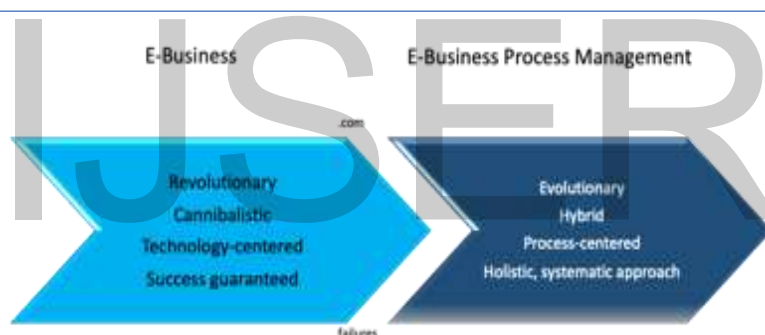 IJSER
E-Business
E-Business Process Management
.com
Revolutionary
Cannibalistic
Technology-centered
Success guaranteed
Evolutionary
Hybrid
Process-centered
Holistic, systematic approach
failures